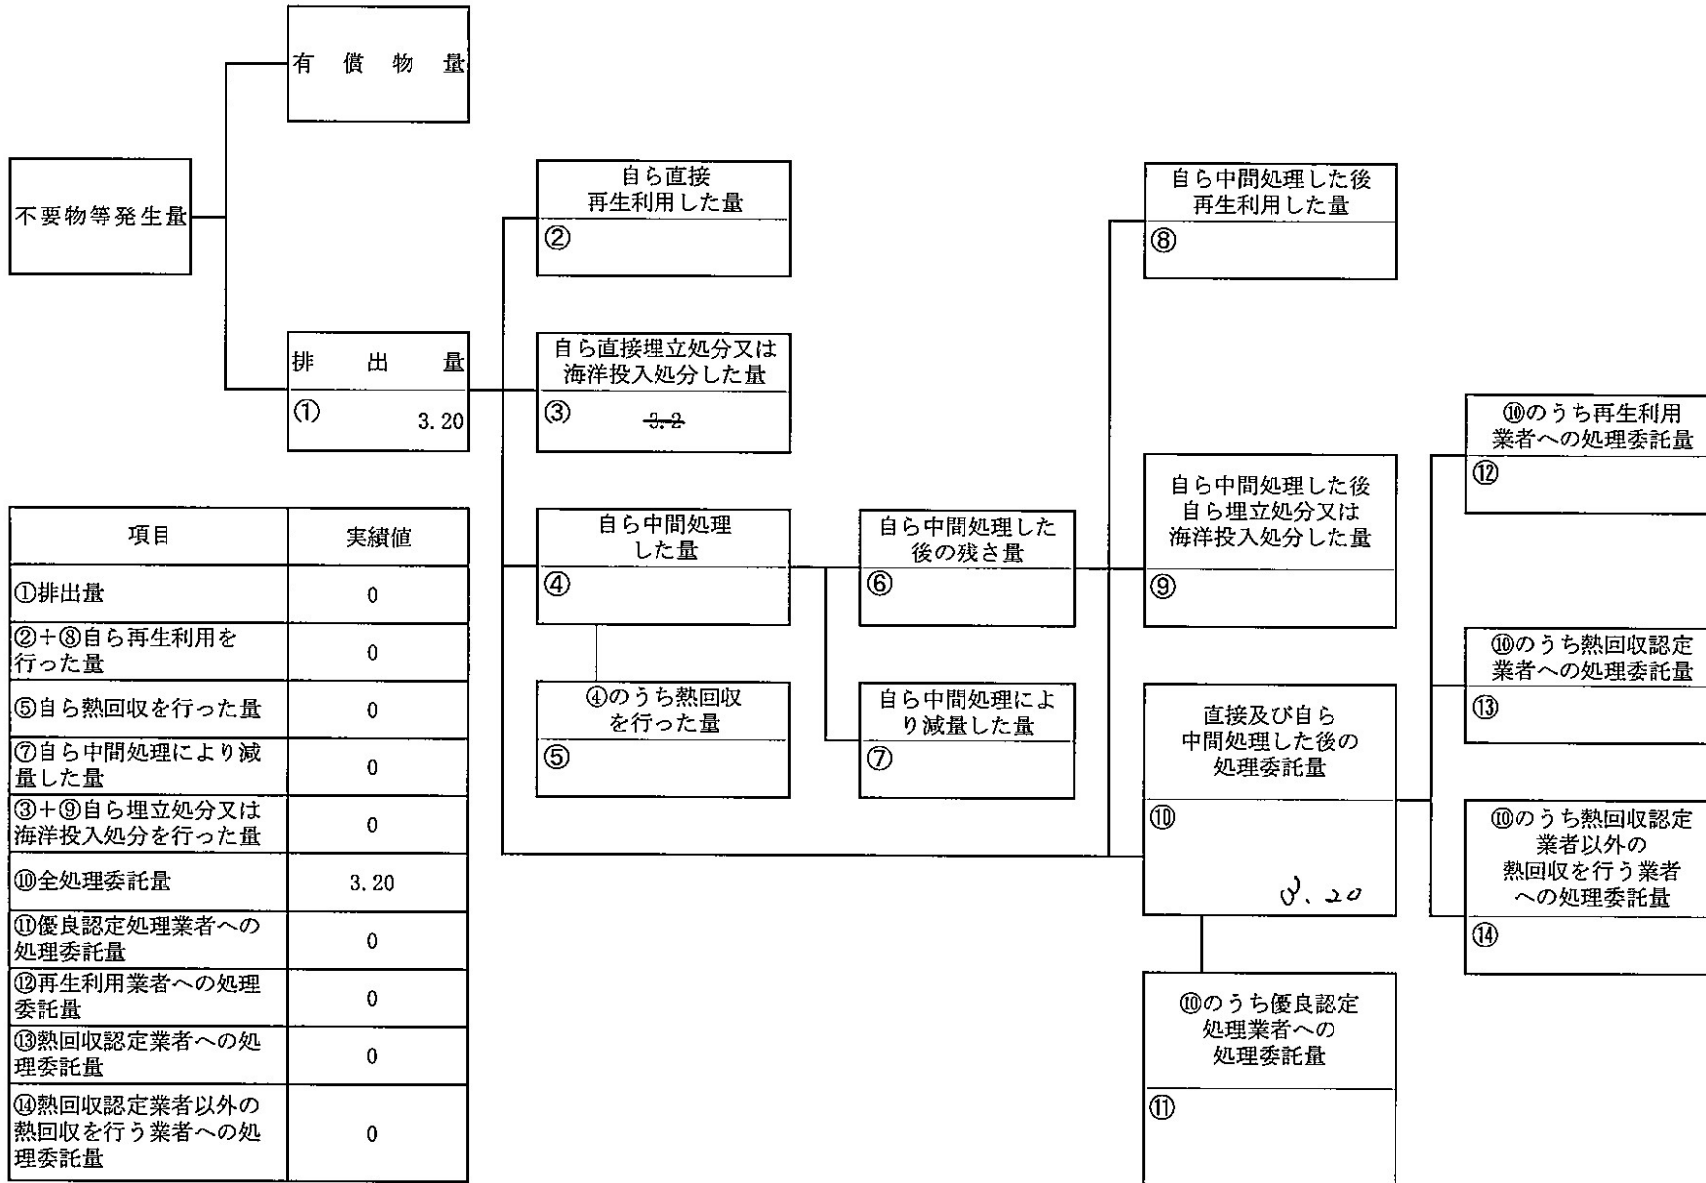 有償物量
不要物等発生量
排出量
① 3.20
自ら直接
再生利用した量
②
自ら直接埋立処分又は
海洋投入処分した量
③ 3.2
自ら中間処理
した量
④
④のうち熱回収
を行った量
⑤
自ら中間処理した
後の残さ量
⑥
自ら中間処理によ
り減量した量
⑦
自ら中間処理した後
再生利用した量
⑧
自ら中間処理した後
自ら埋立処分又は
海洋投入処分した量
⑨
直接及び自ら
中間処理した後の
処理委託量
⑩
3.20
⑩のうち優良認定
処理業者への
処理委託量
⑪
⑩のうち再生利用
業者への処理委託量
⑫
⑩のうち熱回収認定
業者への処理委託量
⑬
⑩のうち熱回収認定
業者以外の
熱回収を行う業者
への処理委託量
⑭
項目 実績値
①排出量 0
②+⑧自ら再生利用を
行った量 0
⑤自ら熱回収を行った量 0
⑦自ら中間処理により減
量した量 0
③+⑨自ら埋立処分又は
海洋投入処分を行った量 0
⑩全処理委託量 3.20
⑪優良認定処理業者への
処理委託量 0
⑫再生利用業者への処理
委託量 0
⑬熱回収認定業者への処
理委託量 0
⑭熱回収認定業者以外の
熱回収を行う業者への処
理委託量 0